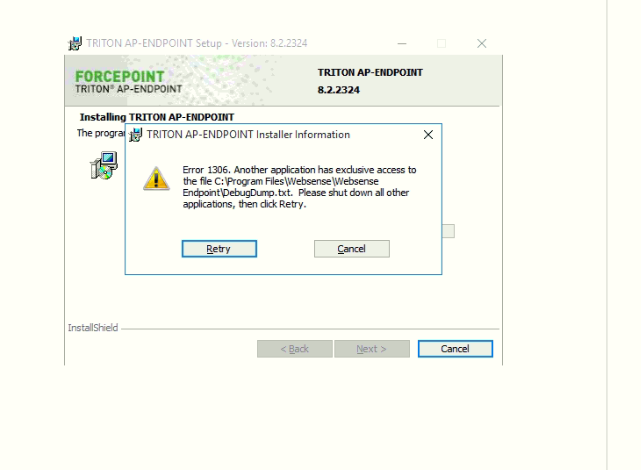 TRITON AP-ENDPOINT Setup - Version: 8.2.2324
FORCEPOINT
TRITON® AP-ENDPOINT
TRITON AP-ENDPOINT
8.2.2324
Installing TRITON AP-ENDPOINT
The progra
TRITON AP-ENDPOINT Installer Information
Error 1306. Another application has exclusive access to
the file C:\Program Files\Websense\Websense
Endpoint\DebugDump.txt. Please shut down all other
applications, then click Retry.
Retry
Cancel
InstallShield
< Back
Next >
Cancel